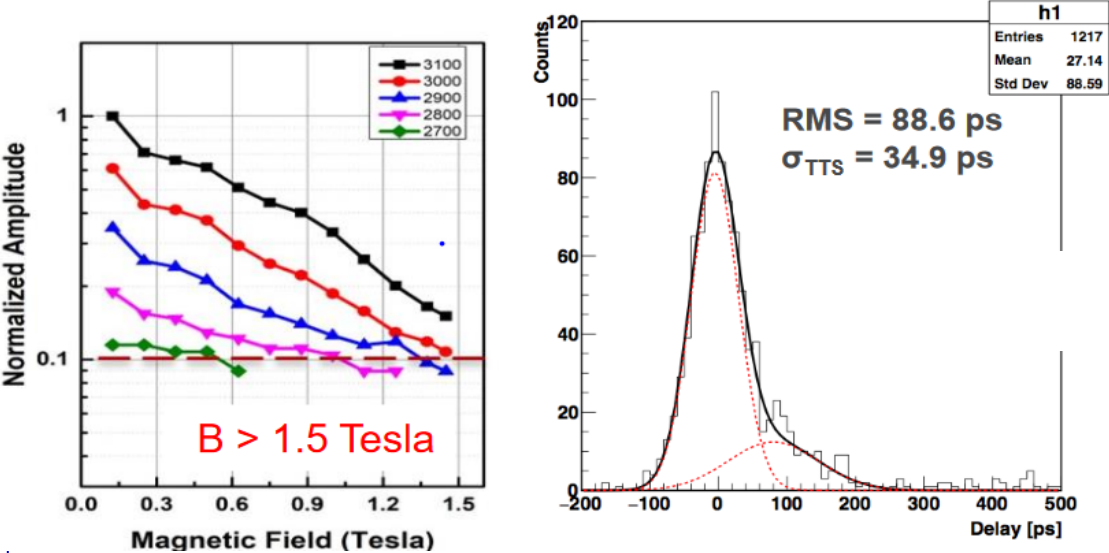 3100
3000
2900
2800
2700
1
0.1
Normalized Amplitude
B > 1.5 Tesla
0.0 0.3 0.6 0.9 1.2 1.5
Magnetic Field (Tesla)
h1
Entries 1217
Mean 27.14
Std Dev 88.59
Counts
120
100
80
60
40
20
0
RMS = 88.6 ps
σTTS = 34.9 ps
−200 −100 0 100 200 300 400 500
Delay [ps]